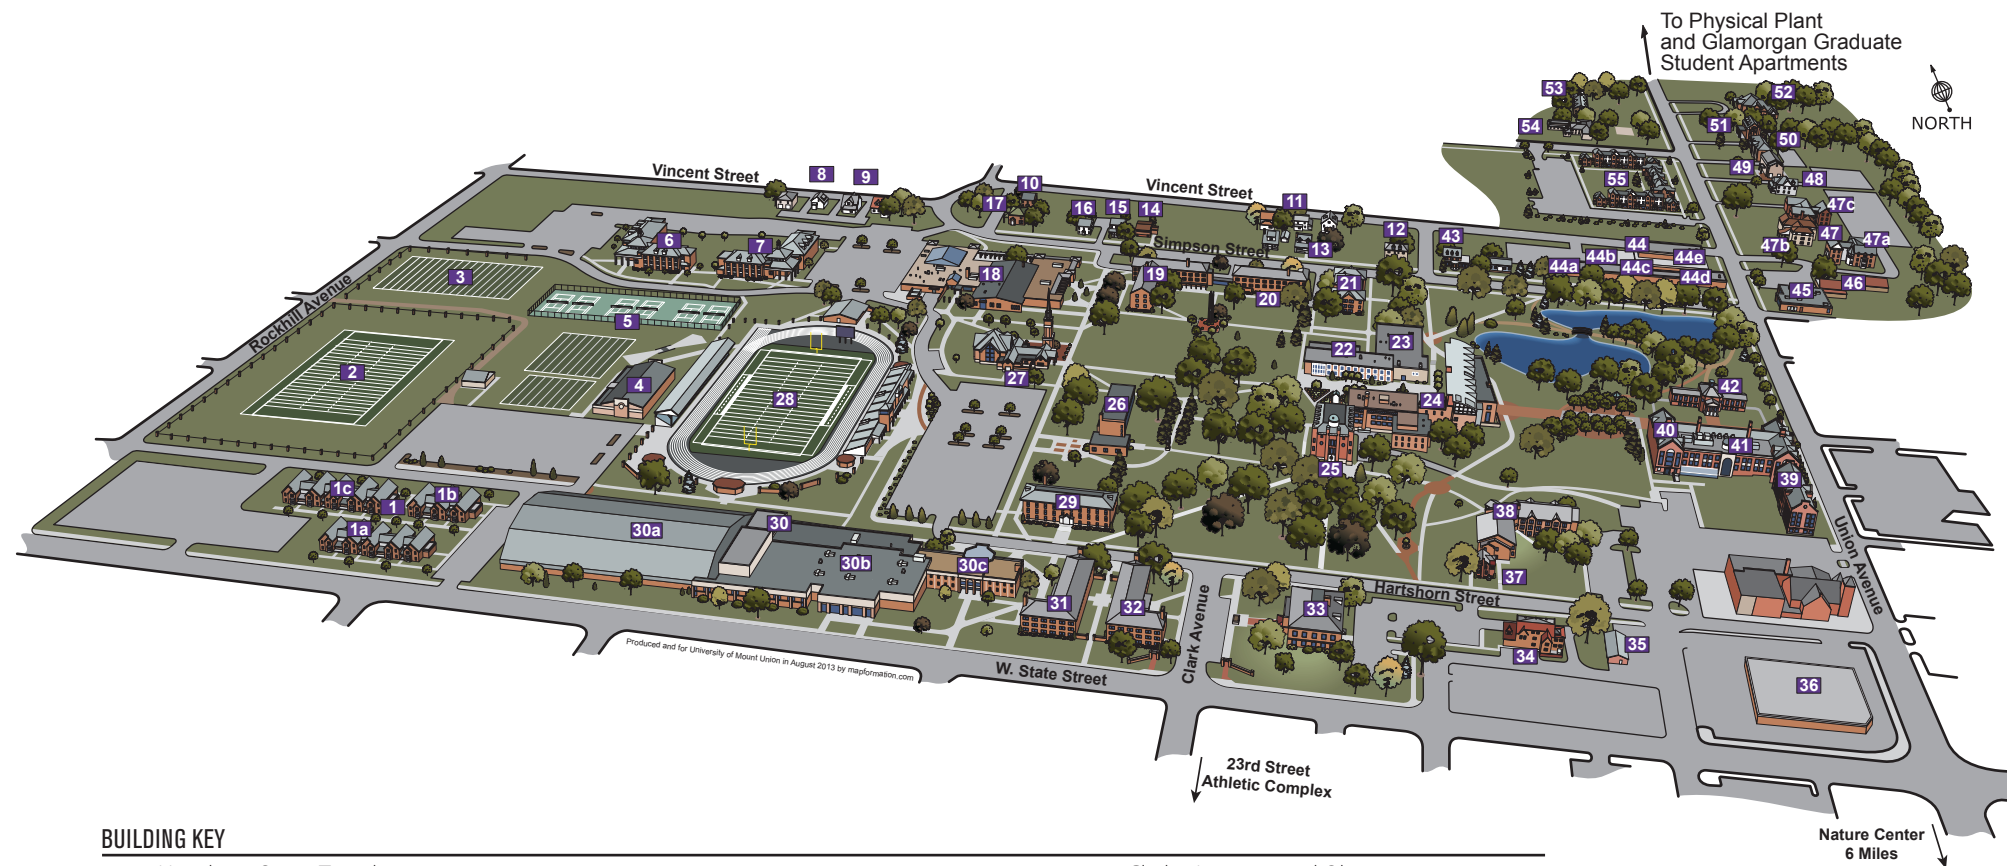 To Physical Plant
and Glamorgan Graduate
Student Apartments
NORTH
53
52
54
51
50
49
48
55
47c
47
47b
47a
Vincent Street
8
9
Vincent Street
10
17
16
15
14
11
12
13
43
44
44b
44e
44a
44c
44d
45
46
Simpson Street
6
7
3
18
19
20
21
5
Rockhill Avenue
2
4
28
27
26
22
23
24
25
42
40
41
39
1c
1b
1
1a
30
30a
30b
30c
29
38
37
31
32
33
34
35
36
Hartshorn Street
Union Avenue
Clark Avenue
W. State Street
Produced and for University of Mount Union in August 2013 by mapformation.com
23rd Street
Athletic Complex
Nature Center
6 Miles
BUILDING KEY